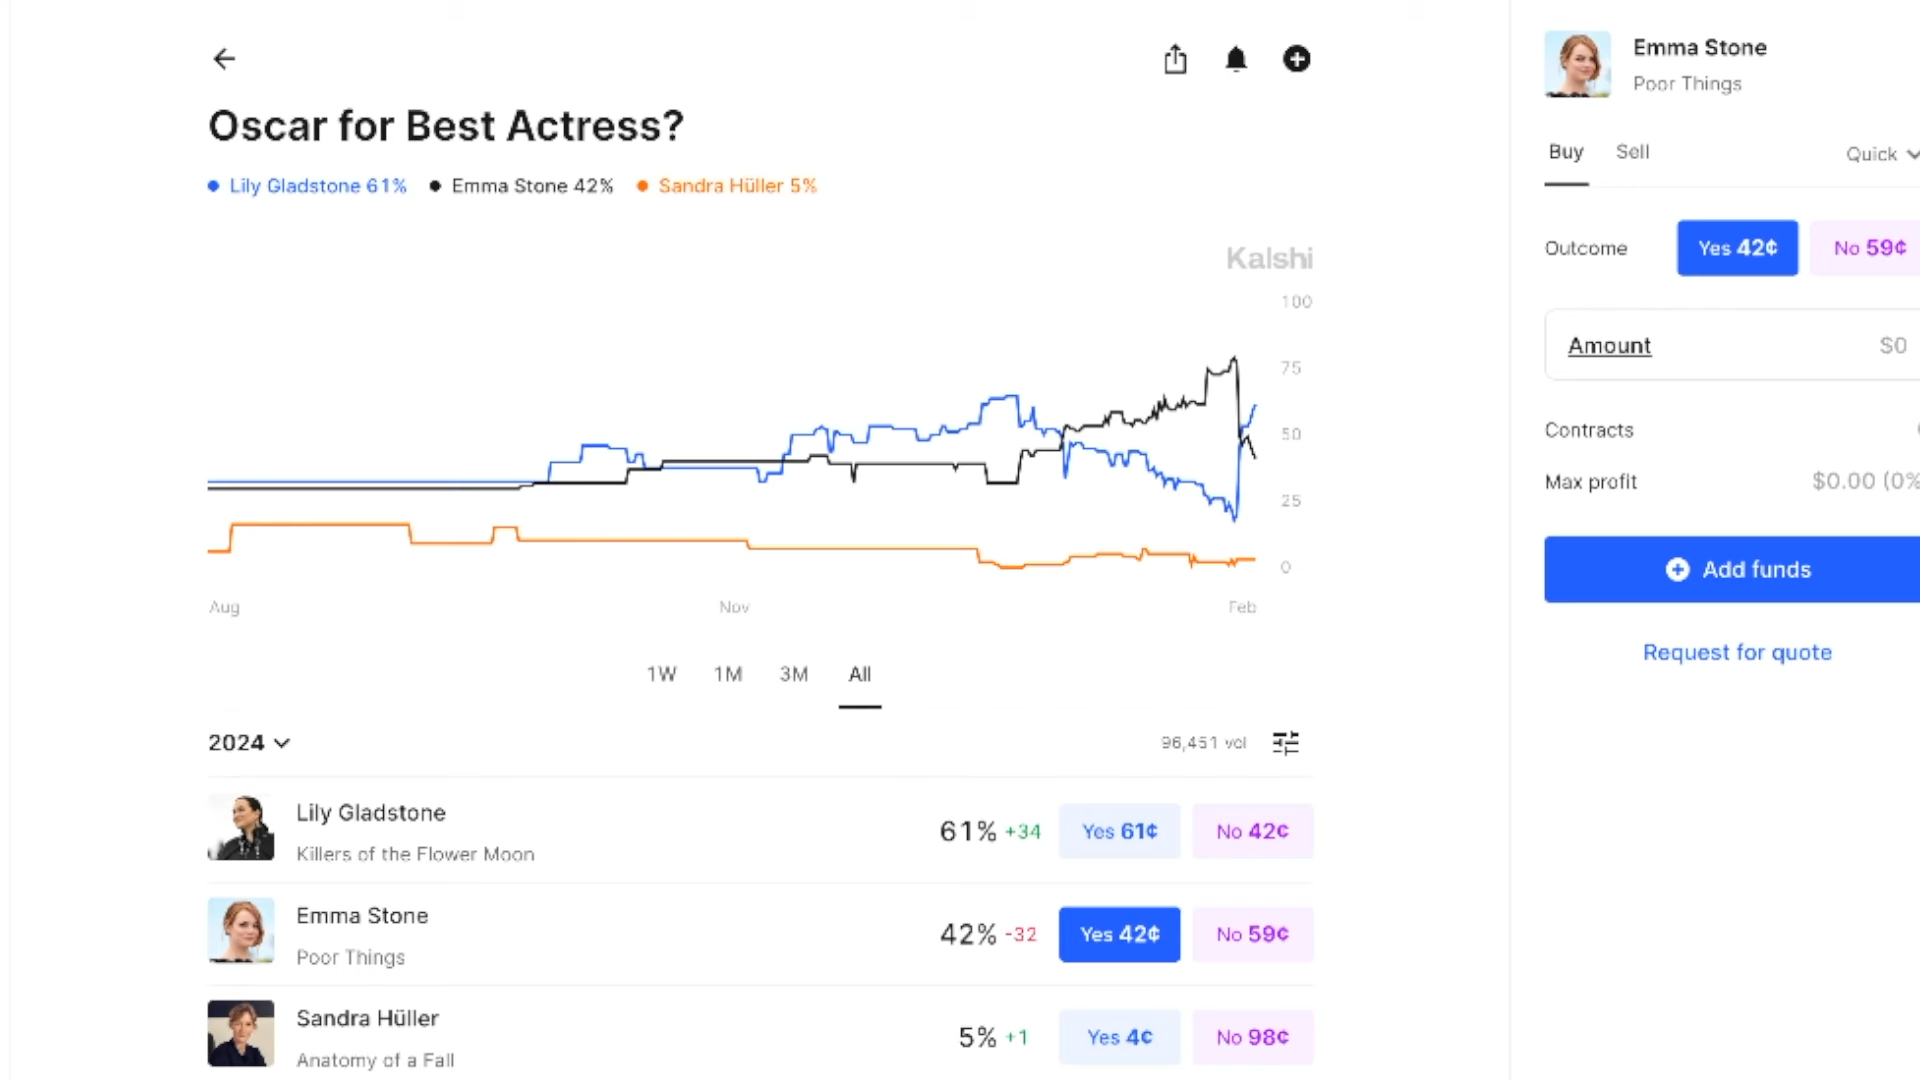 Oscar for Best Actress?
Lily Gladstone 61% Emma Stone 42% Sandra Hüller 5%
Kalshi
100
75
50
25
0
Aug Nov Feb
1W 1M 3M All
2024 96,451 vol
Lily Gladstone
Killers of the Flower Moon
61% +34 Yes 61¢ No 42¢
Emma Stone
Poor Things
42% -32 Yes 42¢ No 59¢
Sandra Hüller
Anatomy of a Fall
5% +1 Yes 4¢ No 98¢
Emma Stone
Poor Things
Buy Sell Quick
Outcome Yes 42¢ No 59¢
Amount $0
Contracts
Max profit $0.00 (0%
Add funds
Request for quote